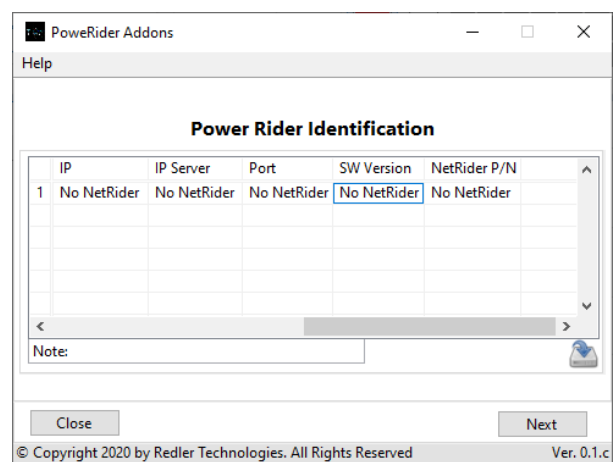 PoweRider Addons
Help
Power Rider Identification
IP IP Server Port SW Version NetRider P/N
1 No NetRider No NetRider No NetRider No NetRider No NetRider
Note:
Close Next
© Copyright 2020 by Redler Technologies. All Rights Reserved Ver. 0.1.c